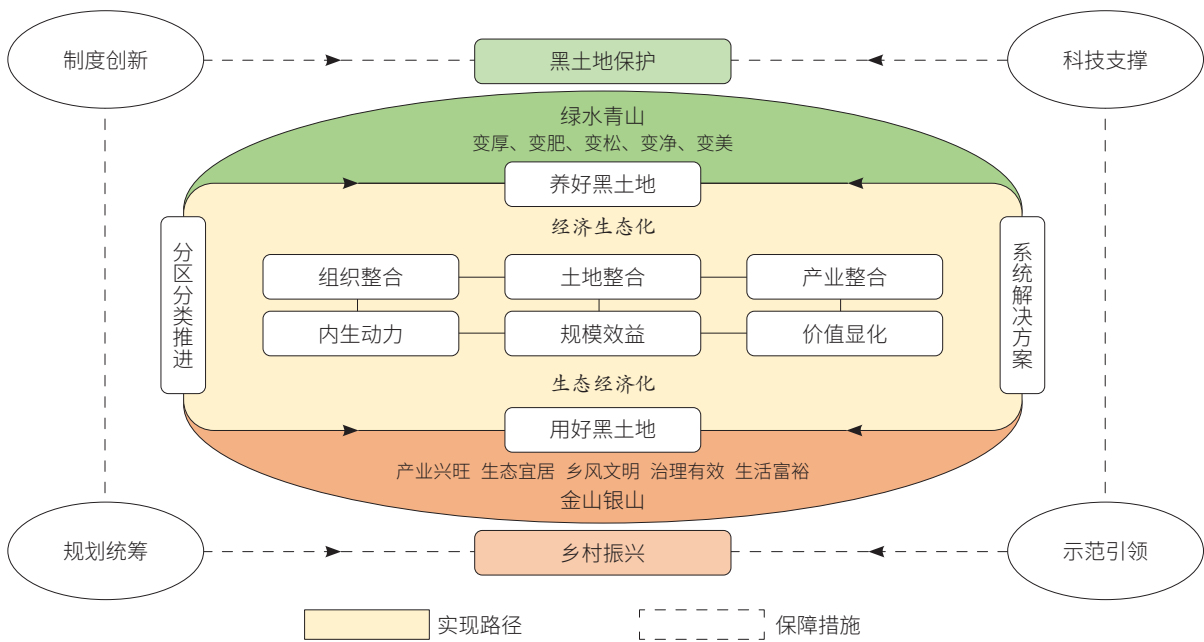 制度创新
黑土地保护
科技支撑
绿水青山
变厚、变肥、变松、变净、变美
养好黑土地
经济生态化
分区分类推进
系统解决方案
组织整合
土地整合
产业整合
内生动力
规模效益
价值显化
生态经济化
用好黑土地
产业兴旺 生态宜居 乡风文明 治理有效 生活富裕
金山银山
规划统筹
乡村振兴
示范引领
实现路径
保障措施